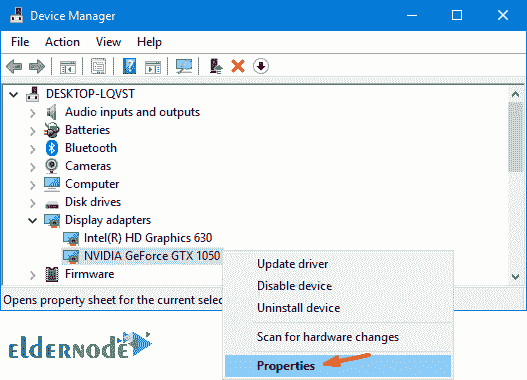 Device Manager
File Action View Help
DESKTOP-LQVST
Audio inputs and outputs
Batteries
Bluetooth
Cameras
Computer
Disk drives
Display adapters
Intel(R) HD Graphics 630
NVIDIA GeForce GTX 1050
Firmware
Opens property sheet for the current selec
Update driver
Disable device
Uninstall device
Scan for hardware changes
Properties
eLDERNODE